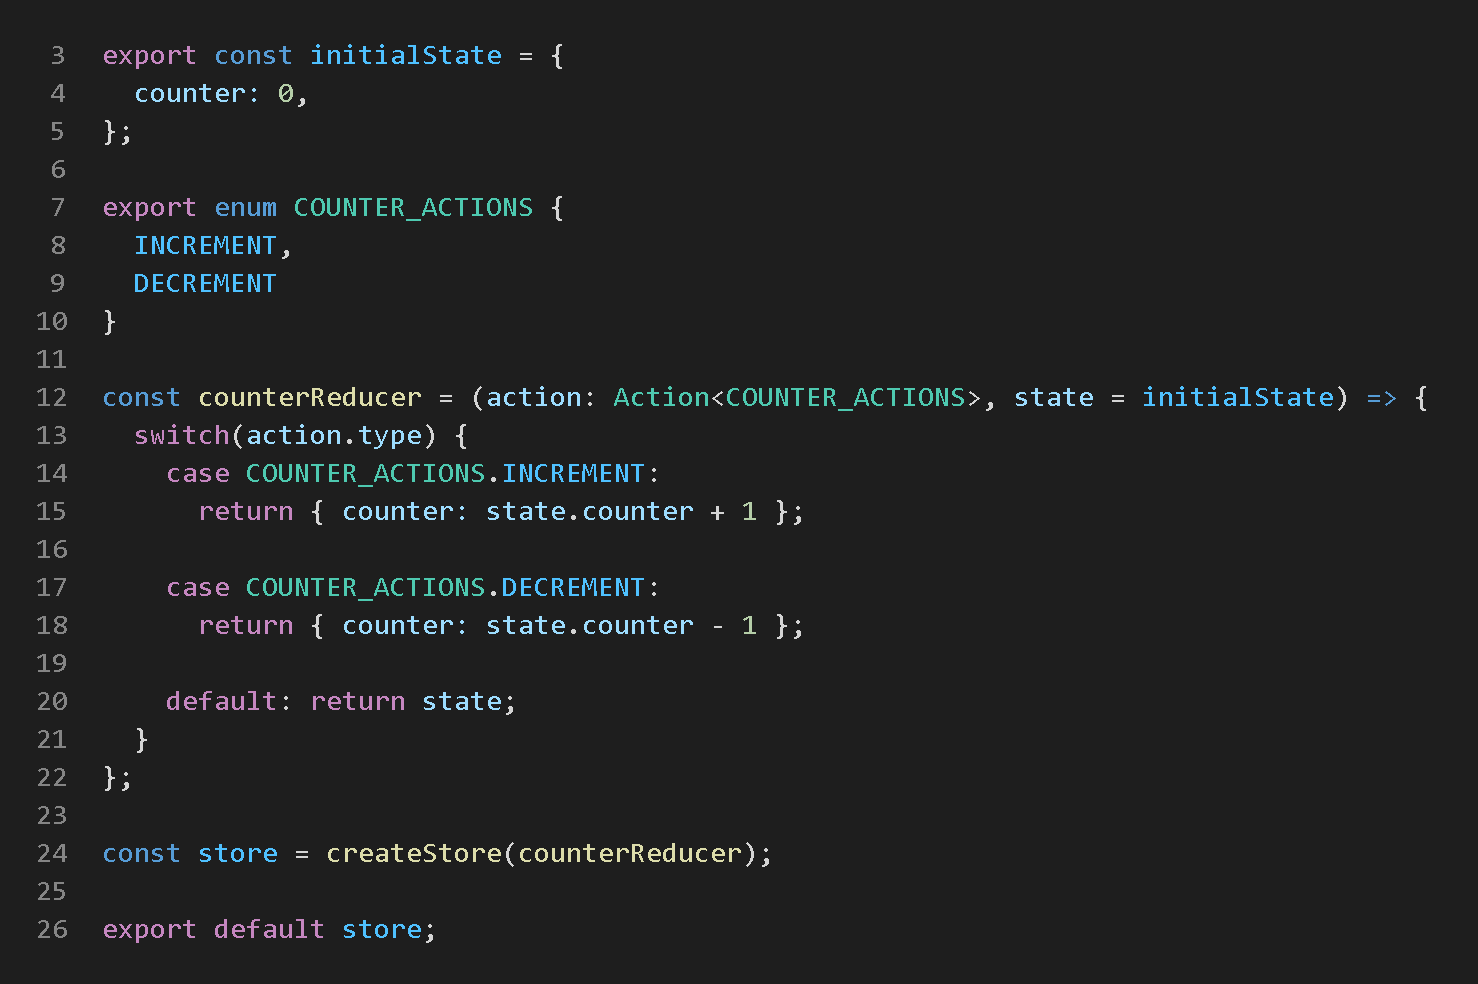 3 export const initialState = {
4   counter: 0,
5 };
6
7 export enum COUNTER_ACTIONS {
8   INCREMENT,
9   DECREMENT
10 }
11
12 const counterReducer = (action: Action<COUNTER_ACTIONS>, state = initialState) => {
13   switch(action.type) {
14     case COUNTER_ACTIONS.INCREMENT:
15       return { counter: state.counter + 1 };
16
17     case COUNTER_ACTIONS.DECREMENT:
18       return { counter: state.counter - 1 };
19
20     default: return state;
21   }
22 };
23
24 const store = createStore(counterReducer);
25
26 export default store;